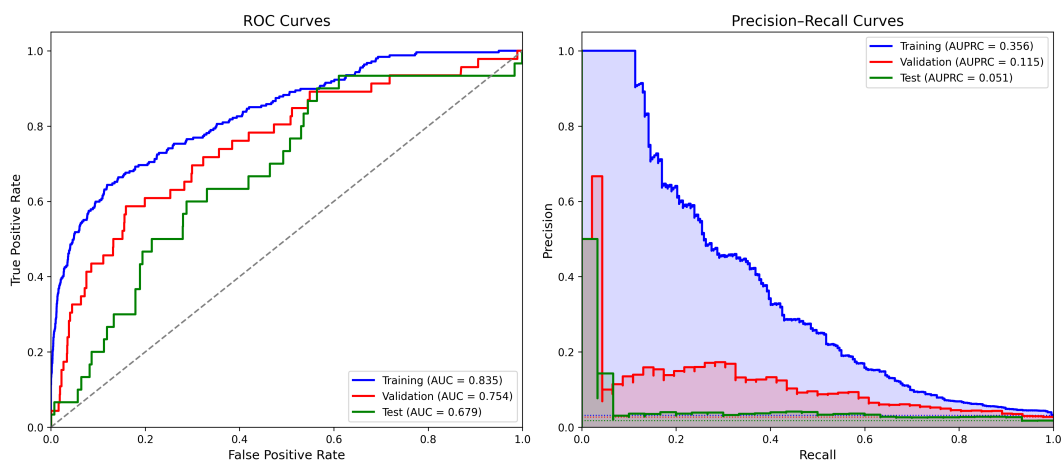 ROC Curves
True Positive Rate
1.0
0.8
0.6
0.4
0.2
0.0
Training (AUC = 0.835)
Validation (AUC = 0.754)
Test (AUC = 0.679)
0.0 0.2 0.4 0.6 0.8 1.0
False Positive Rate
Precision–Recall Curves
Precision
1.0
0.8
0.6
0.4
0.2
0.0
Training (AUPRC = 0.356)
Validation (AUPRC = 0.115)
Test (AUPRC = 0.051)
0.0 0.2 0.4 0.6 0.8 1.0
Recall